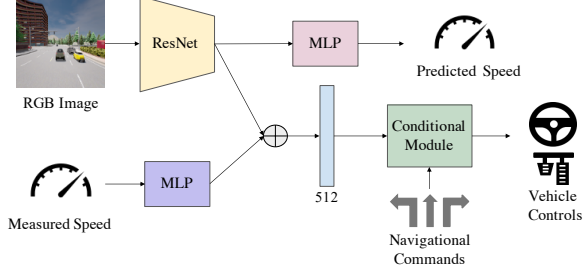 ResNet
MLP
Predicted Speed
RGB Image
Conditional
Module
MLP
512
Measured Speed
Vehicle
Controls
Navigational
Commands